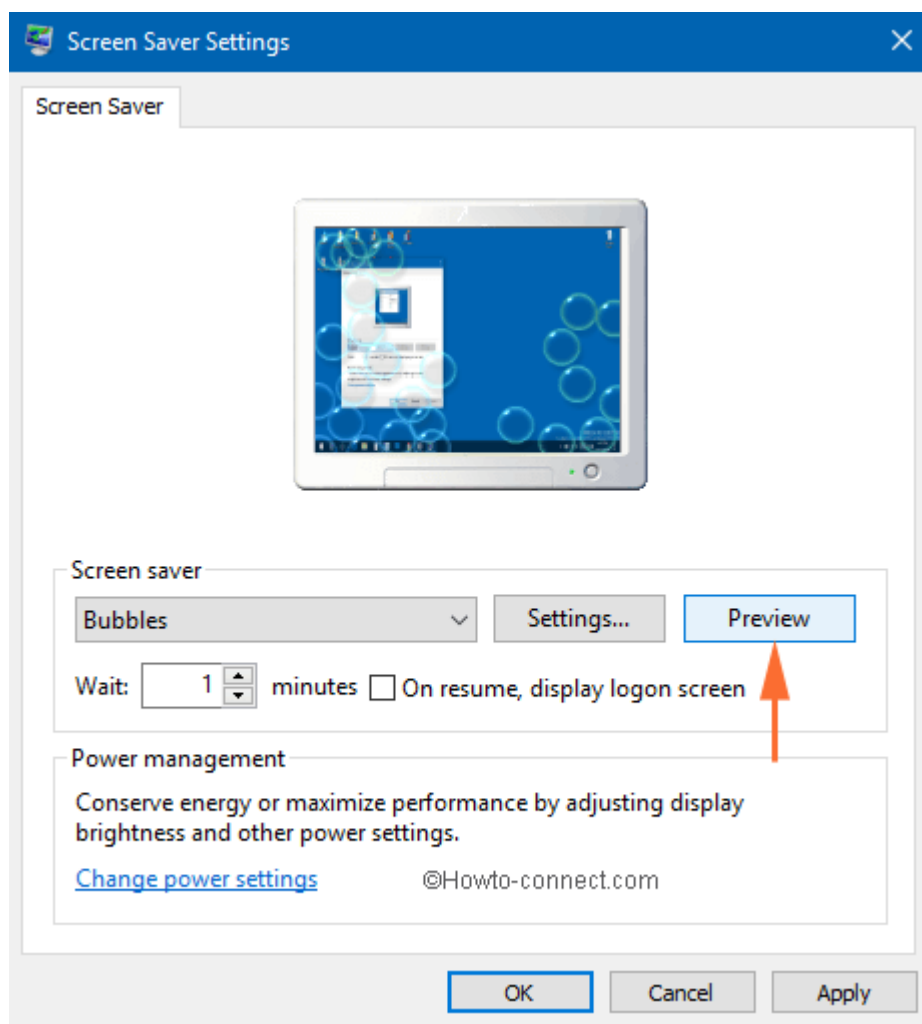 Screen Saver Settings
Screen Saver
Screen saver
Bubbles
Settings...
Preview
Wait: 1 minutes On resume, display logon screen
Power management
Conserve energy or maximize performance by adjusting display
brightness and other power settings.
Change power settings
©Howto-connect.com
OK
Cancel
Apply